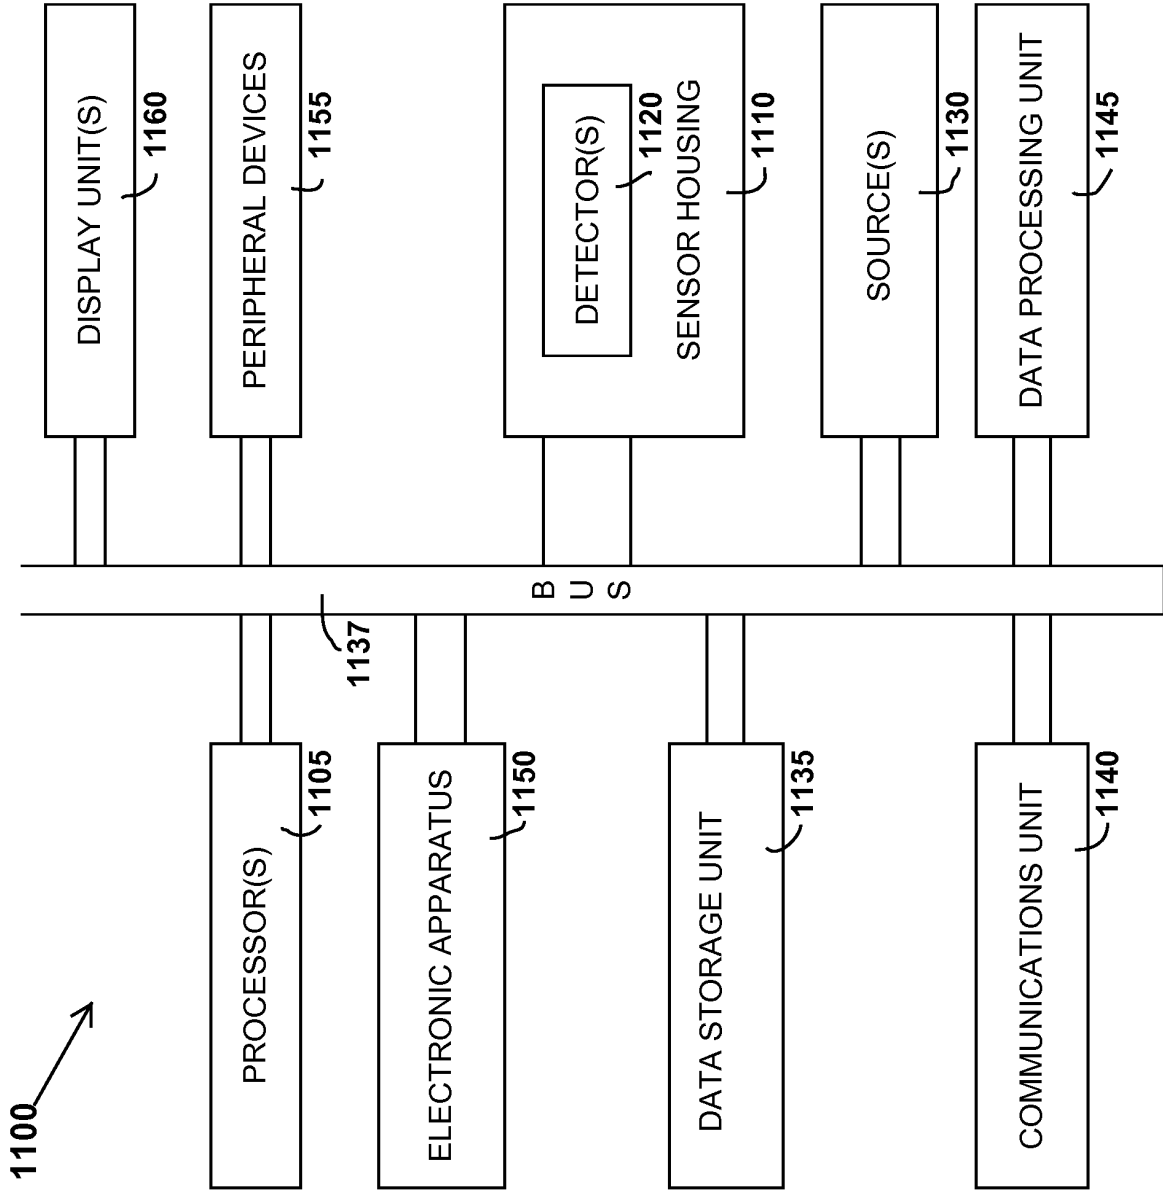 1100
PROCESSOR(S)
1105
ELECTRONIC APPARATUS
1150
DATA STORAGE UNIT
1135
COMMUNICATIONS UNIT
1140
1137
B
U
S
DISPLAY UNIT(S)
1160
PERIPHERAL DEVICES
1155
DETECTOR(S)
1120
SENSOR HOUSING
1110
SOURCE(S)
1130
DATA PROCESSING UNIT
1145